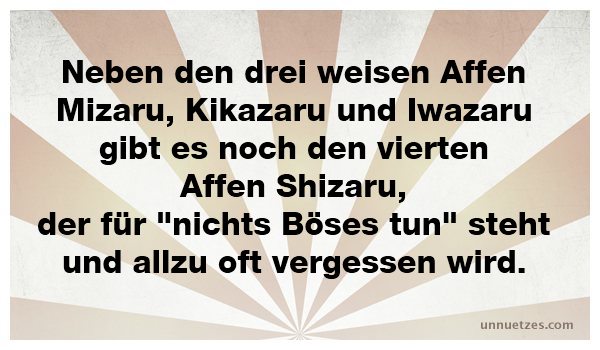 Neben den drei weisen Affen
Mizaru, Kikazaru und Iwazaru
gibt es noch den vierten
Affen Shizaru,
der für "nichts Böses tun" steht
und allzu oft vergessen wird.
unnuetzes.com